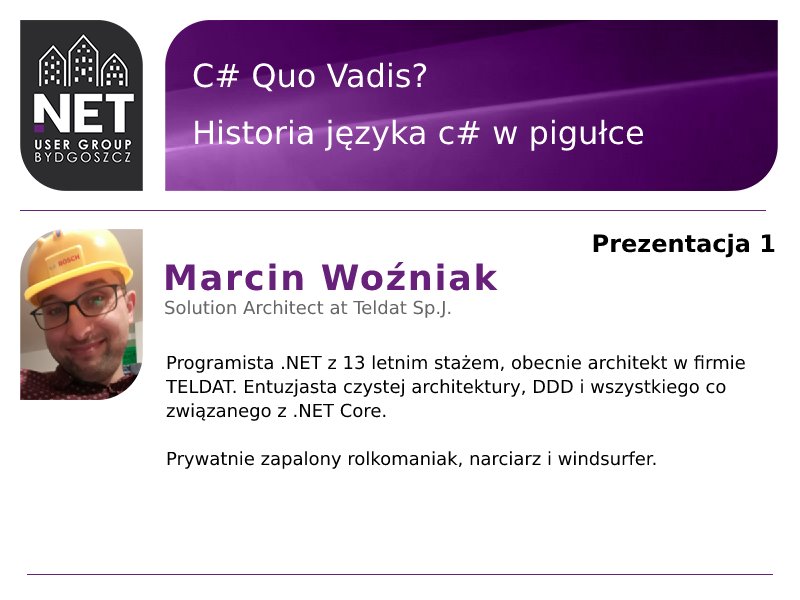 .NET
USER GROUP
BYDGOSZCZ
C# Quo Vadis?
Historia języka c# w pigułce
Prezentacja 1
BOSCH
Marcin Woźniak
Solution Architect at Teldat Sp.J.
Programista .NET z 13 letnim stażem, obecnie architekt w firmie
TELDAT. Entuzjasta czystej architektury, DDD i wszystkiego co
związanego z .NET Core.
Prywatnie zapalony rolkomaniak, narciarz i windsurfer.